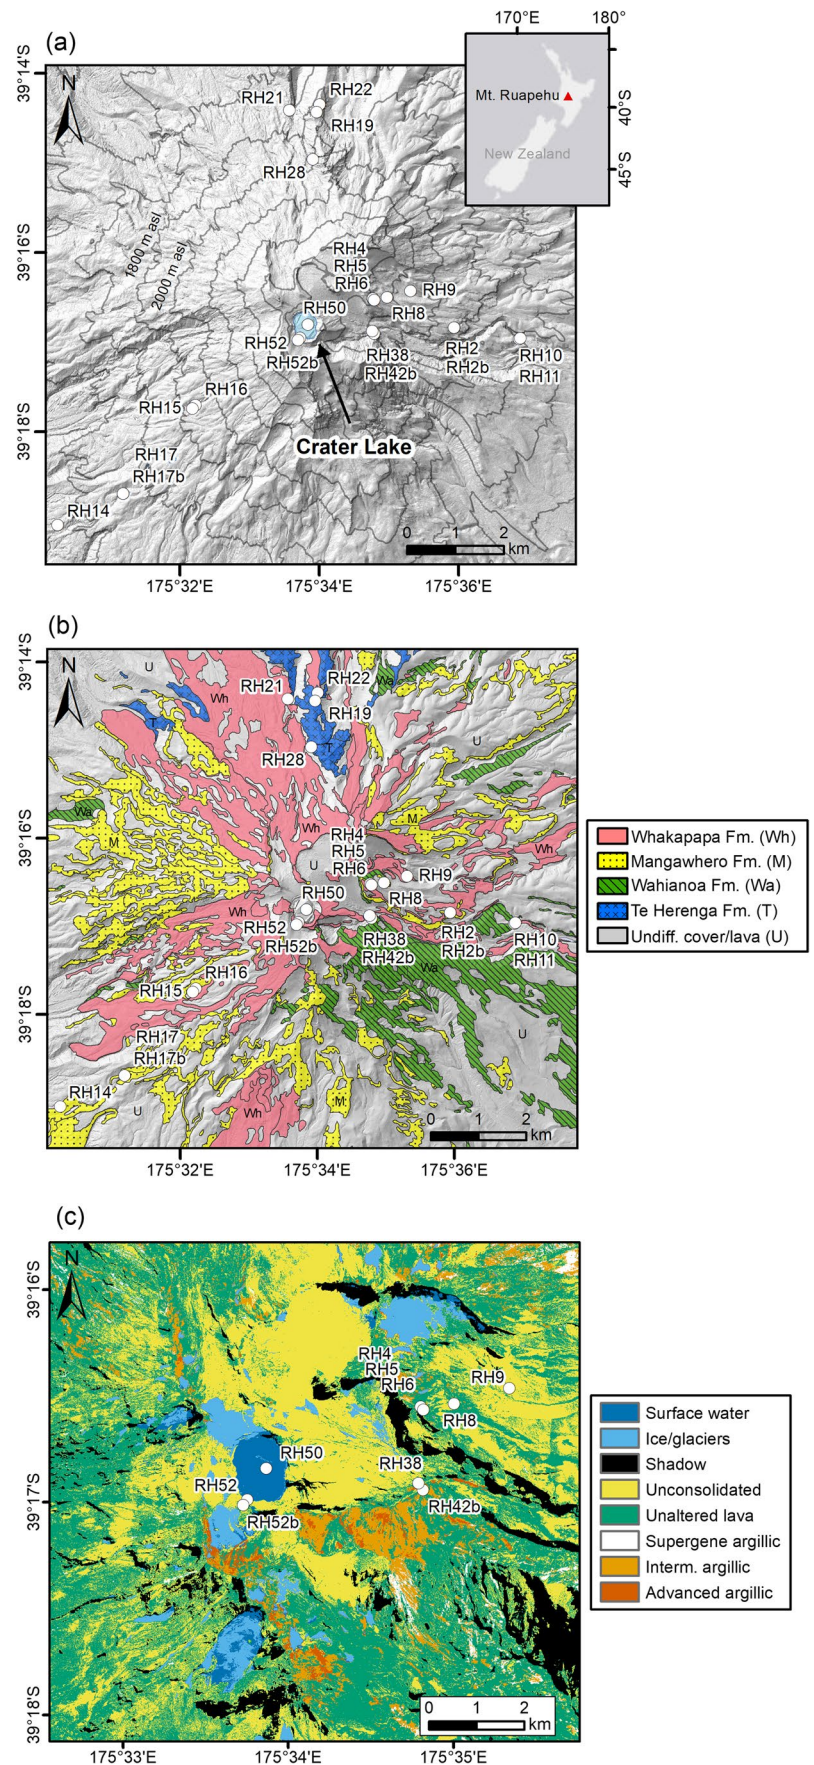 (a)
170° 180°
39°14'S
N
Mt. Ruapehu
40°S
New Zealand
45°S
RH21
RH22
RH19
RH28
1800 m asl
2000 m asl
39°16'S
RH4
RH5
RH6
RH9
RH50
RH8
RH52
RH52b
RH38
RH42b
RH2
RH2b
RH10
RH11
RH16
RH15
39°18'S
Crater Lake
RH17
RH17b
RH14
0 1 2
km
175°32'E 175°34'E 175°36'E
(b)
39°14'S
N
U
Wh
T
RH21
RH22
RH19
Wa
U
RH28
T
Wa
39°16'S
M
Wh
M
Wh
RH4
RH5
RH6
U
RH9
RH50
RH8
Wh
RH52
RH52b
RH38
RH42b
RH2
RH2b
RH10
RH11
Wa
RH16
RH15
39°18'S
RH17
RH17b
U
RH14
U
Wh
M
0 1 2
km
175°32'E 175°34'E 175°36'E
Whakapapa Fm. (Wh)
Mangawhero Fm. (M)
Wahianoa Fm. (Wa)
Te Herenga Fm. (T)
Undiff. cover/lava (U)
(c)
N
39°16'S
RH4
RH5
RH6
RH9
RH8
RH50
RH38
RH52
RH42b
RH52b
39°17'S
39°18'S
0 1 2
km
175°33'E 175°34'E 175°35'E
Surface water
Ice/glaciers
Shadow
Unconsolidated
Unaltered lava
Supergene argillic
Interm. argillic
Advanced argillic